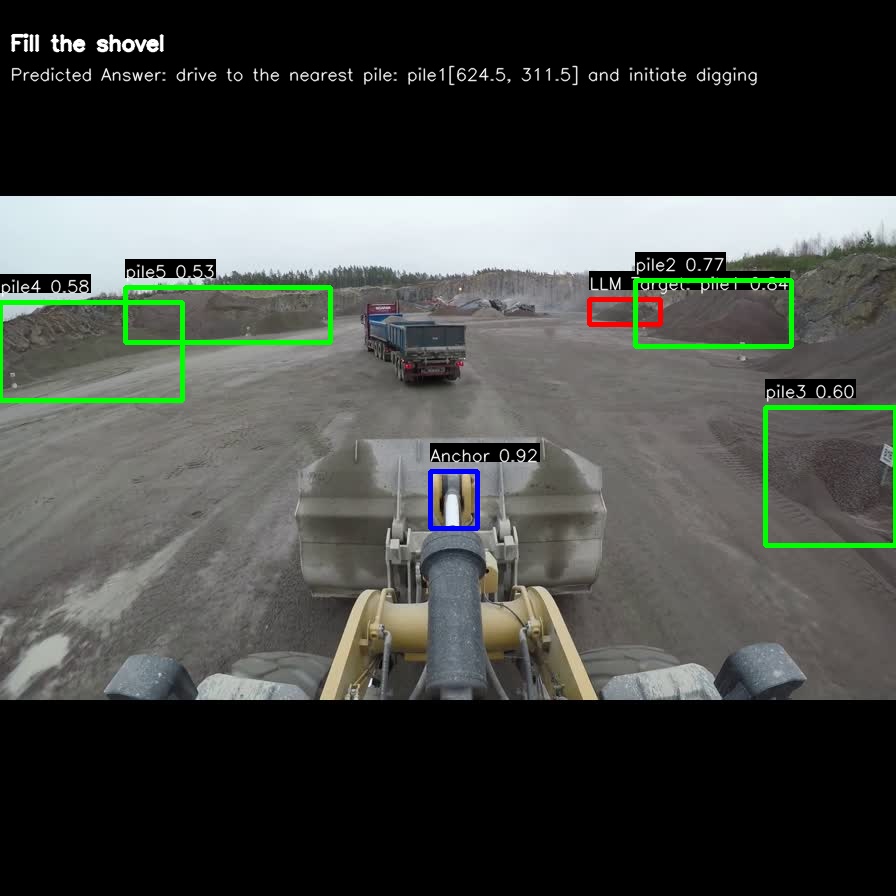 Fill the shovel
Predicted Answer: drive to the nearest pile: pile1[624.5, 311.5] and initiate digging
pile2 0.77
pile5 0.53
pile4 0.58
LLM Target: pile1 0.84
pile3 0.60
Anchor 0.92